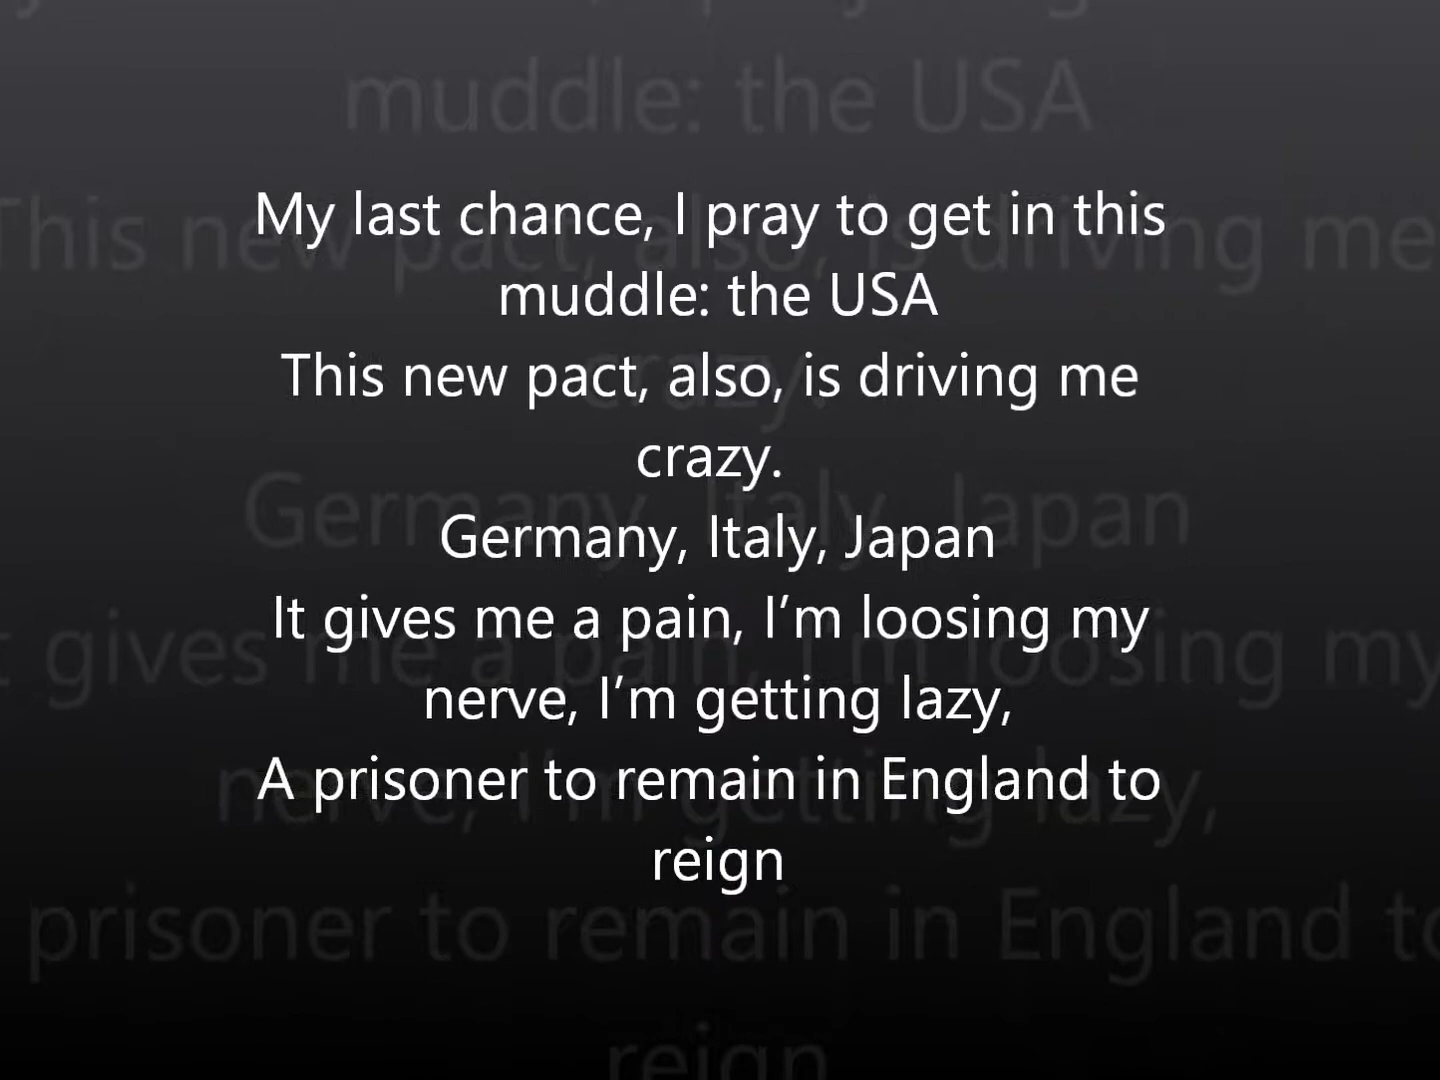 My last chance, I pray to get in this
muddle: the USA
This new pact, also, is driving me
crazy.
Germany, Italy, Japan
It gives me a pain, I’m loosing my
nerve, I’m getting lazy,
A prisoner to remain in England to
reign